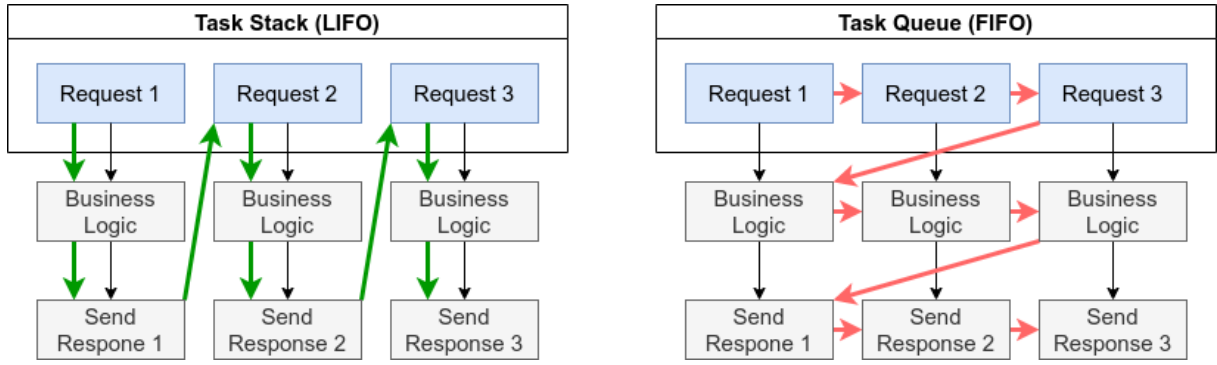 Task Stack (LIFO)
Request 1
Request 2
Request 3
Business
Logic
Business
Logic
Business
Logic
Send
Respone 1
Send
Response 2
Send
Response 3
Task Queue (FIFO)
Request 1
Request 2
Request 3
Business
Logic
Business
Logic
Business
Logic
Send
Respone 1
Send
Response 2
Send
Response 3